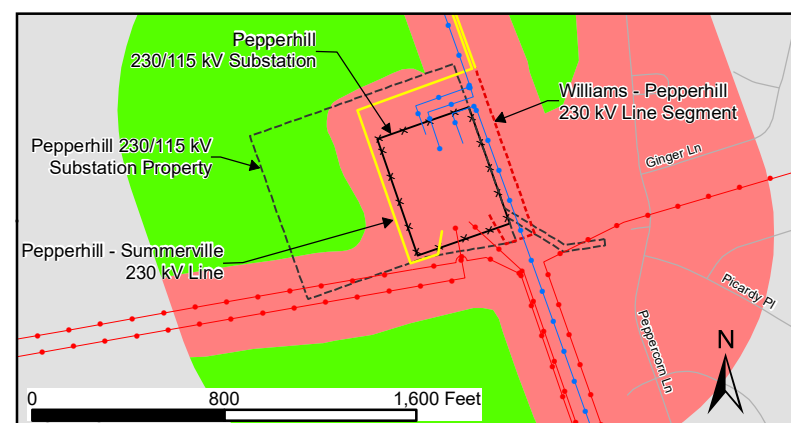 Pepperhill
230/115 kV
Substation
Williams - Pepperhill
230 kV Line Segment
Pepperhill 230/115 kV
Substation Property
Ginger Ln
Pepperhill - Summerville
230 kV Line
Picardy Pl
Peppercorn Ln
N
0
800
1,600 Feet